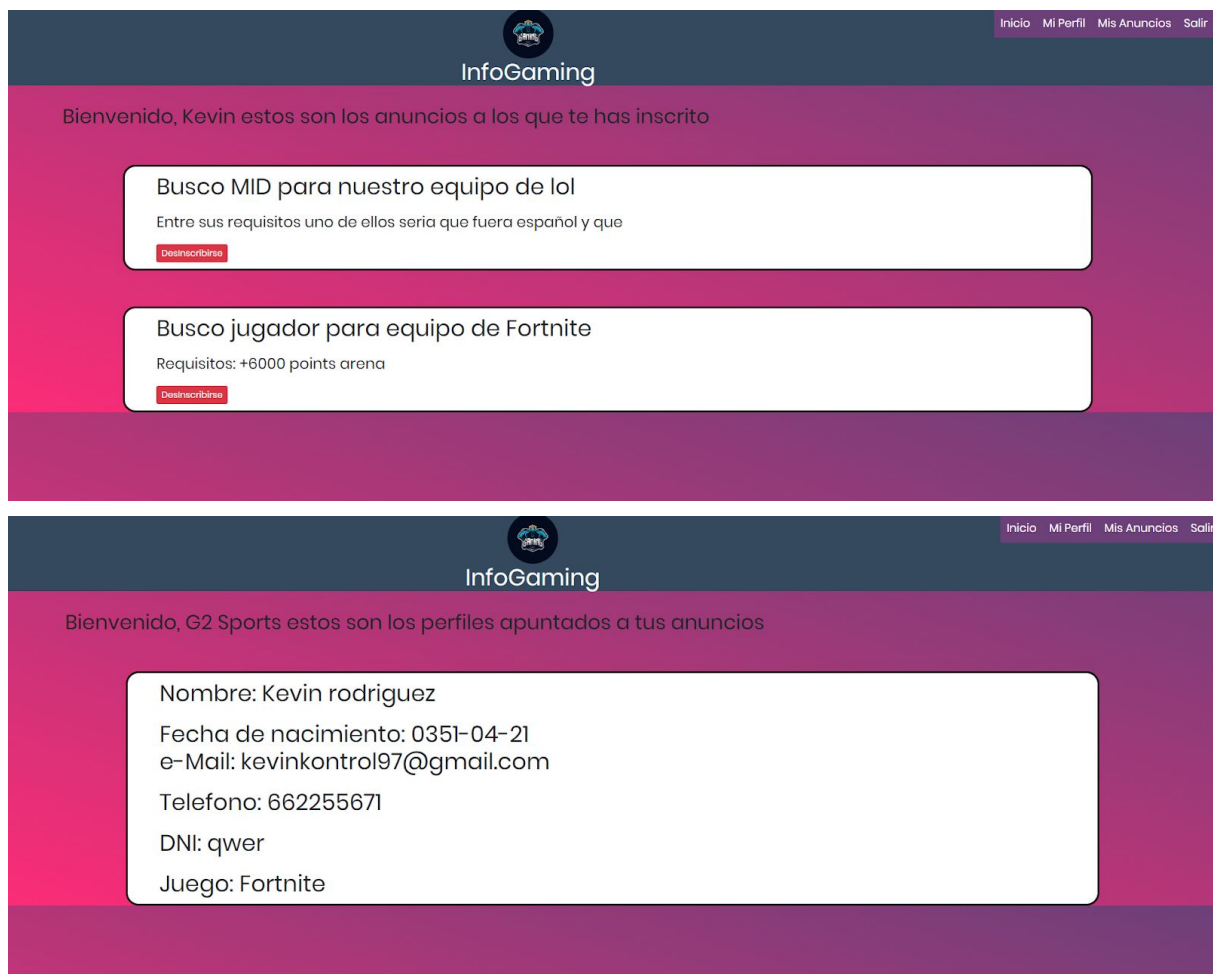 Inicio Mi Perfil Mis Anuncios Salir
GAMING
InfoGaming
Bienvenido, Kevin estos son los anuncios a los que te has inscrito
Busco MID para nuestro equipo de lol
Entre sus requisitos uno de ellos seria que fuera español y que
Desinscribirse
Busco jugador para equipo de Fortnite
Requisitos: +6000 points arena
Desinscribirse
Inicio Mi Perfil Mis Anuncios Salir
GAMING
InfoGaming
Bienvenido, G2 Sports estos son los perfiles apuntados a tus anuncios
Nombre: Kevin rodriguez
Fecha de nacimiento: 0351-04-21
e-Mail: kevinkontrol97@gmail.com
Telefono: 662255671
DNI: qwer
Juego: Fortnite